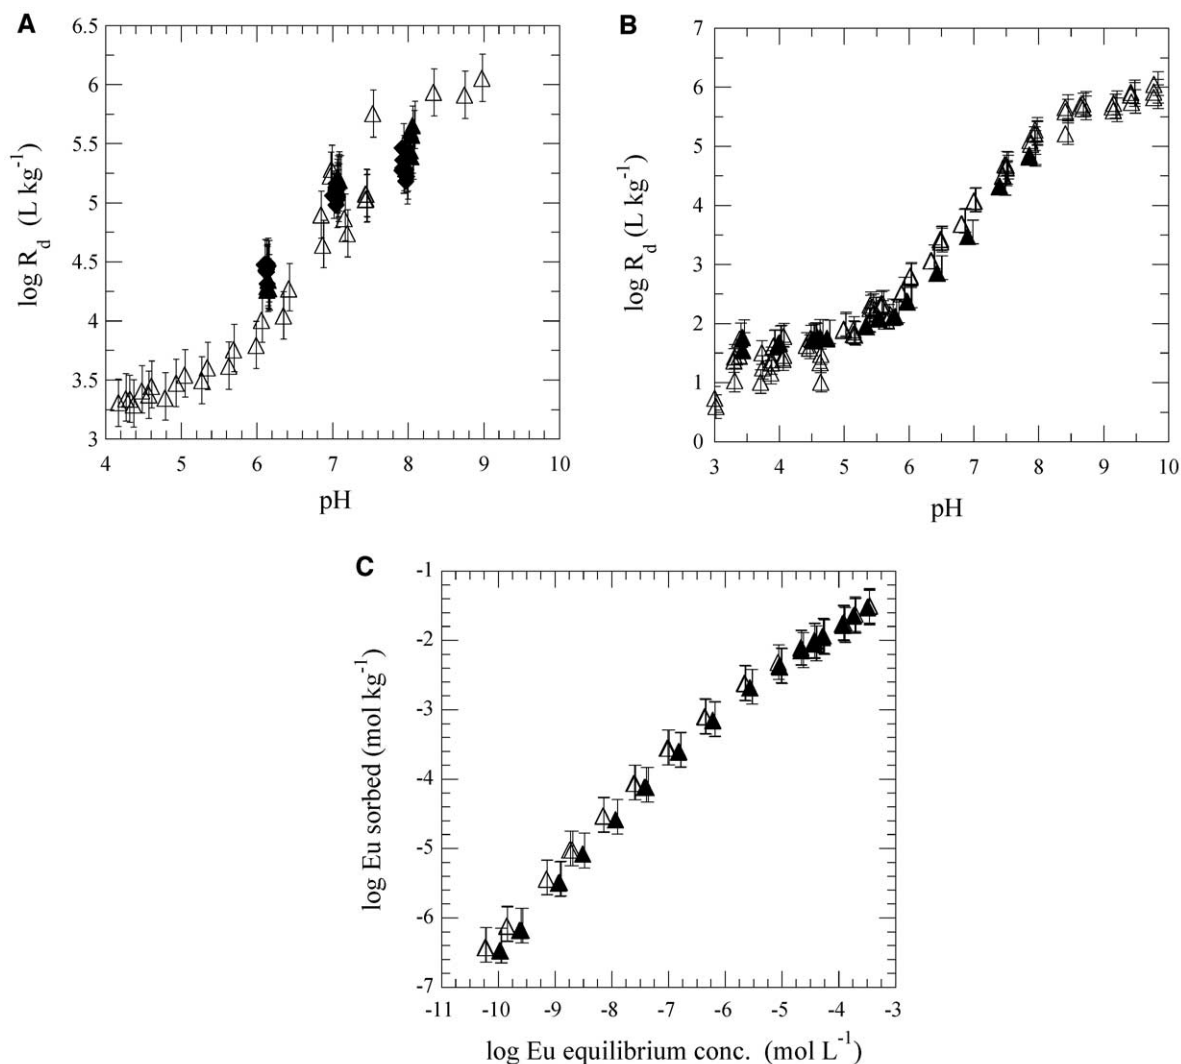 A
6.5
6
5.5
5
4.5
4
3.5
3
4 5 6 7 8 9 10
pH
log R_d (L kg⁻¹)
B
7
6
5
4
3
2
1
0
3 4 5 6 7 8 9 10
pH
log R_d (L kg⁻¹)
C
-1
-2
-3
-4
-5
-6
-7
-11 -10 -9 -8 -7 -6 -5 -4 -3
log Eu equilibrium conc. (mol L⁻¹)
log Eu sorbed (mol kg⁻¹)